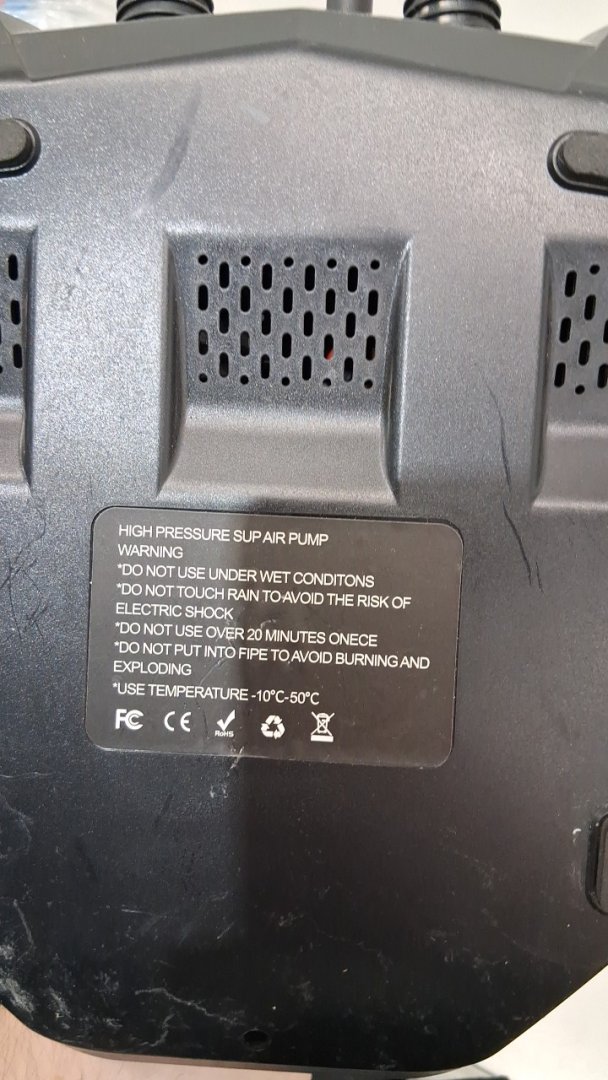 HIGH PRESSURE SUP AIR PUMP
WARNING
*DO NOT USE UNDER WET CONDITONS
*DO NOT TOUCH RAIN TO AVOID THE RISK OF
ELECTRIC SHOCK
*DO NOT USE OVER 20 MINUTES ONECE
*DO NOT PUT INTO FIPE TO AVOID BURNING AND
EXPLODING
*USE TEMPERATURE -10°C-50°C
FC CE RoHS